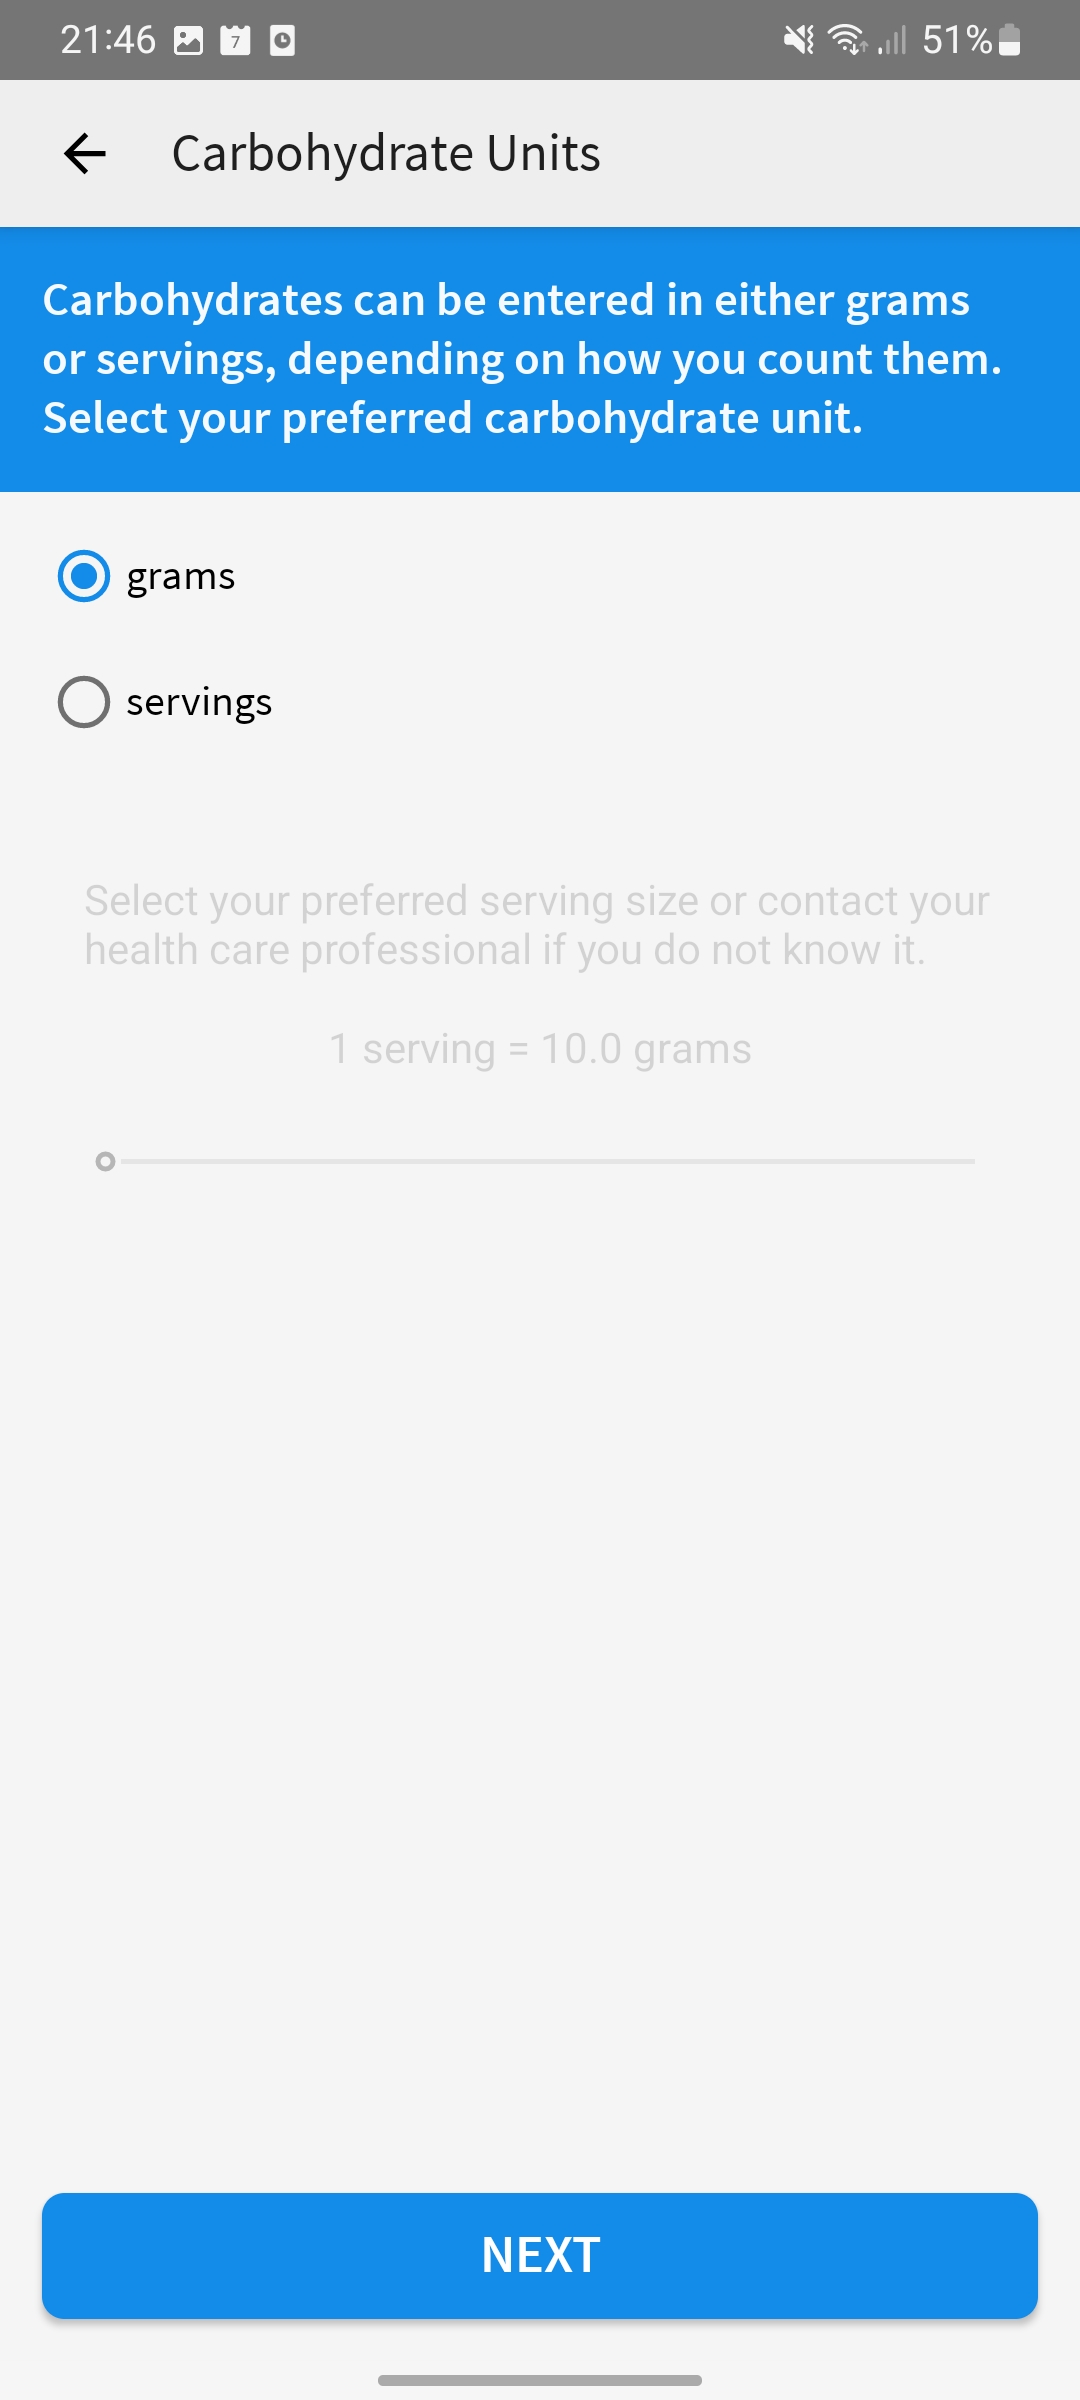 21:46
7
51%
Carbohydrate Units
Carbohydrates can be entered in either grams
or servings, depending on how you count them.
Select your preferred carbohydrate unit.
grams
servings
Select your preferred serving size or contact your
health care professional if you do not know it.
1 serving = 10.0 grams
NEXT